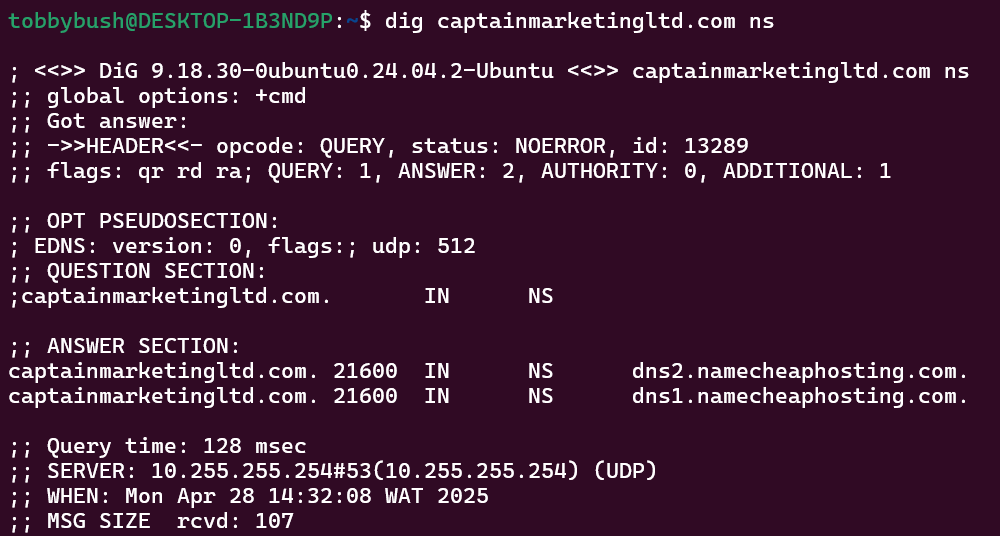 tobbybush@DESKTOP-1B3ND9P:~$ dig captainmarketingltd.com ns
; <<>> DiG 9.18.30-0ubuntu0.24.04.2-Ubuntu <<>> captainmarketingltd.com ns
;; global options: +cmd
;; Got answer:
;; ->>HEADER<<- opcode: QUERY, status: NOERROR, id: 13289
;; flags: qr rd ra; QUERY: 1, ANSWER: 2, AUTHORITY: 0, ADDITIONAL: 1
;; OPT PSEUDOSECTION:
; EDNS: version: 0, flags:; udp: 512
;; QUESTION SECTION:
;captainmarketingltd.com. IN NS
;; ANSWER SECTION:
captainmarketingltd.com. 21600 IN NS dns2.namecheaphosting.com.
captainmarketingltd.com. 21600 IN NS dns1.namecheaphosting.com.
;; Query time: 128 msec
;; SERVER: 10.255.255.254#53(10.255.255.254) (UDP)
;; WHEN: Mon Apr 28 14:32:08 WAT 2025
;; MSG SIZE  rcvd: 107